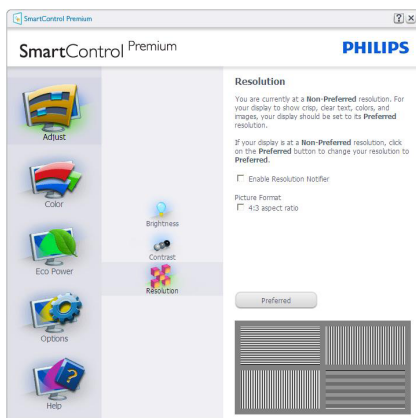 SmartControl Premium
SmartControl Premium
PHILIPS
Adjust
Color
Eco Power
Options
Help
Brightness
Contrast
Resolution
Resolution
You are currently at a Non-Preferred resolution. For
your display to show crisp, clear text, colors, and
images, your display should be set to its Preferred
resolution.
If your display is at a Non-Preferred resolution, click
on the Preferred button to change your resolution to
Preferred.
Enable Resolution Notifier
Picture Format
4:3 aspect ratio
Preferred